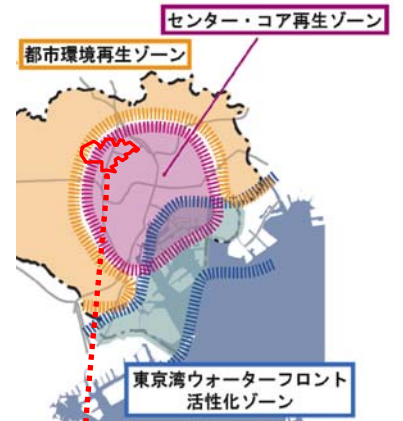 センター・コア再生ゾーン
都市環境再生ゾーン
東京湾ウォーターフロント
活性化ゾーン